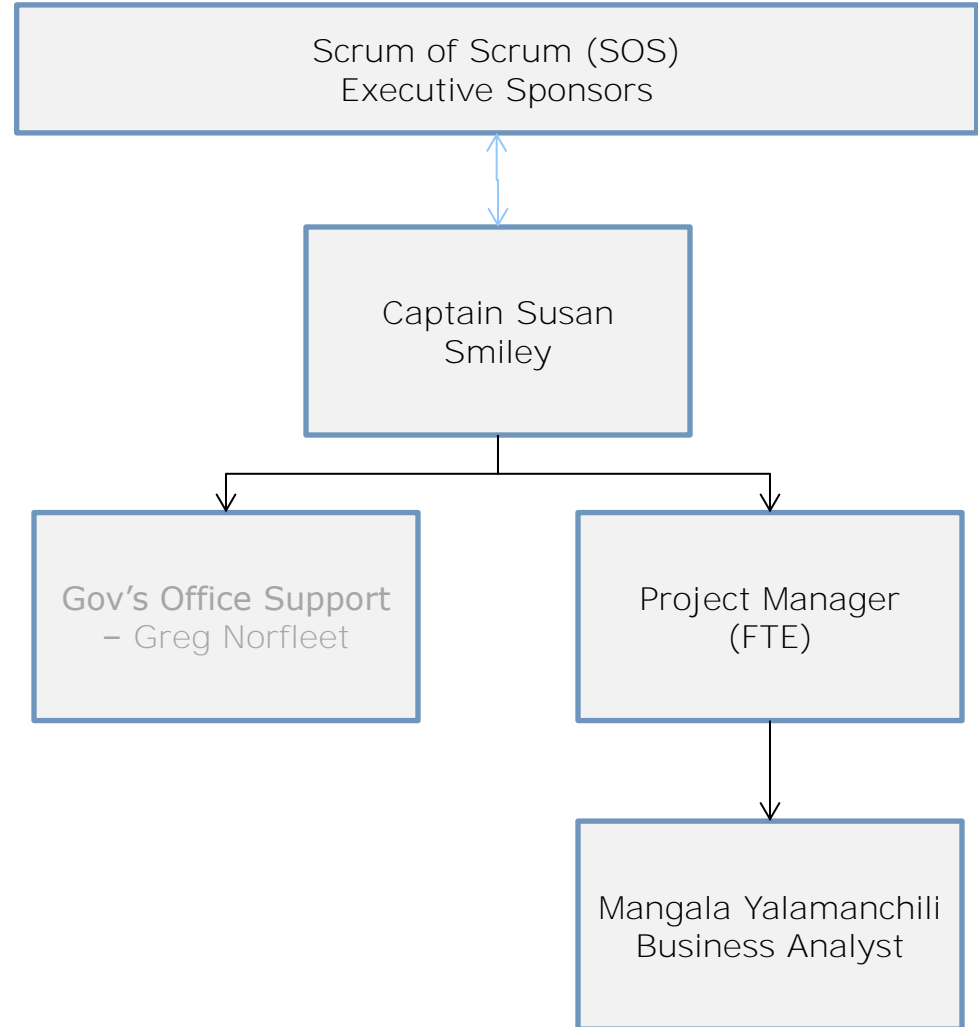 Scrum of Scrum (SOS)
Executive Sponsors
Captain Susan
Smiley
Gov’s Office Support
– Greg Norfleet
Project Manager
(FTE)
Mangala Yalamanchili
Business Analyst